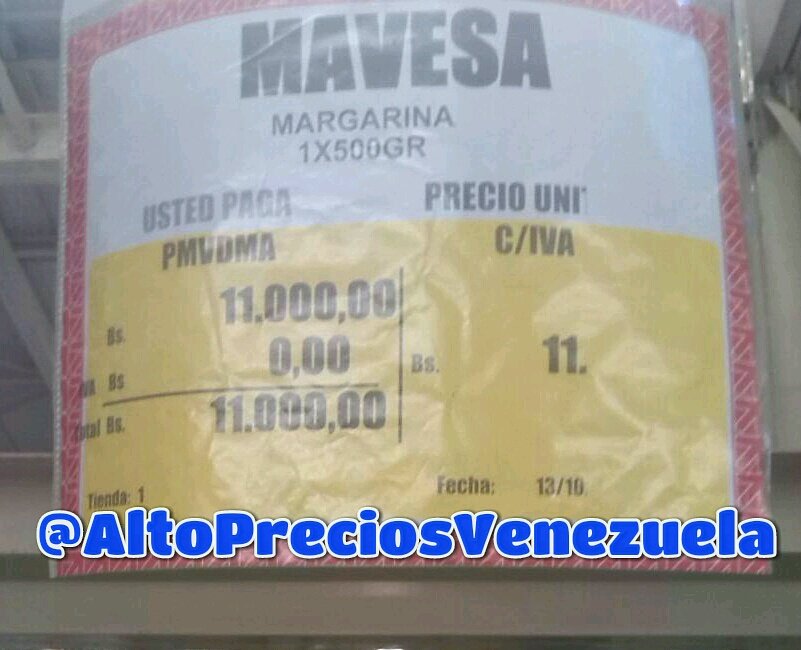 MAVESA
MARGARINA
1X500GR
USTED PAGA
PRECIO UNI
PMVDMA
C/IVA
Bs. 11.000,00
IVA Bs 0,00
Bs. 11.
Total Bs. 11.000,00
Tienda: 1
Fecha: 13/10
@AltoPreciosVenezuela